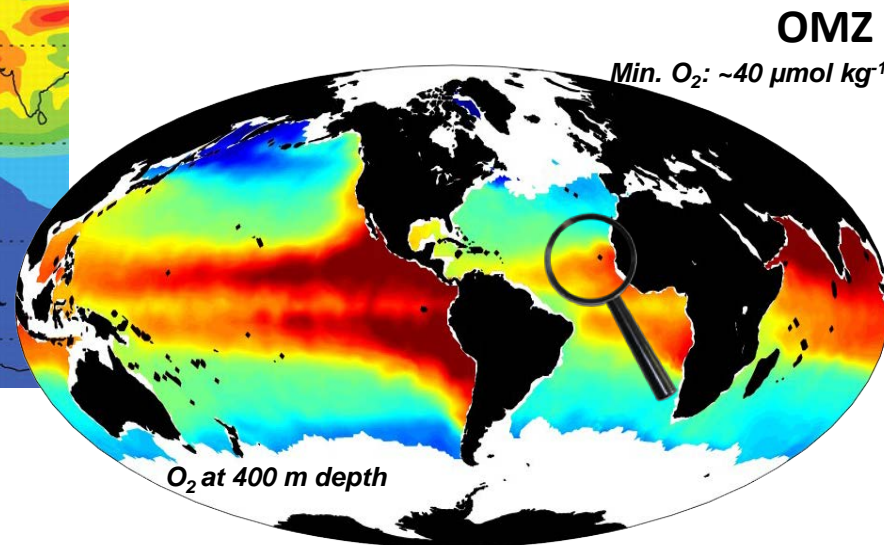 OMZ
Min. O₂: ~40 µmol kg⁻¹
O₂ at 400 m depth